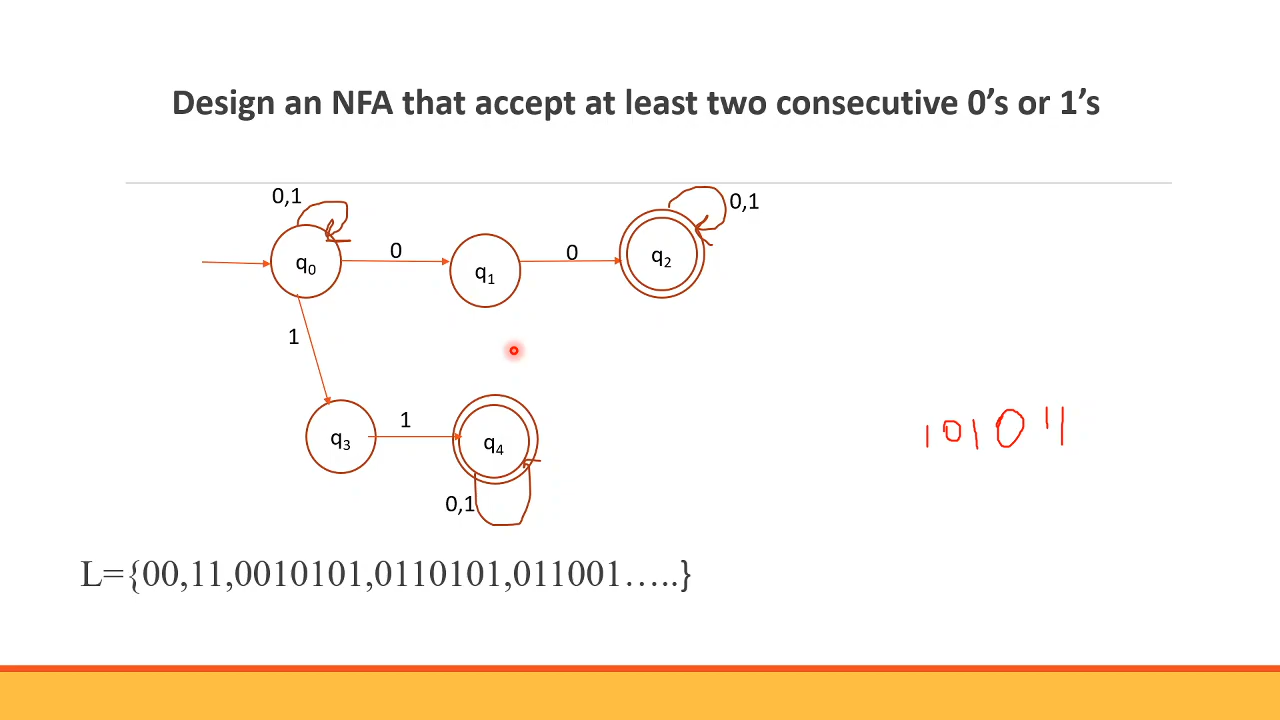 Design an NFA that accept at least two consecutive 0’s or 1’s
0,1
0,1
0
0
q₀
q₁
q₂
1
1
q₃
q₄
101011
0,1
L={00,11,0010101,0110101,011001…..}